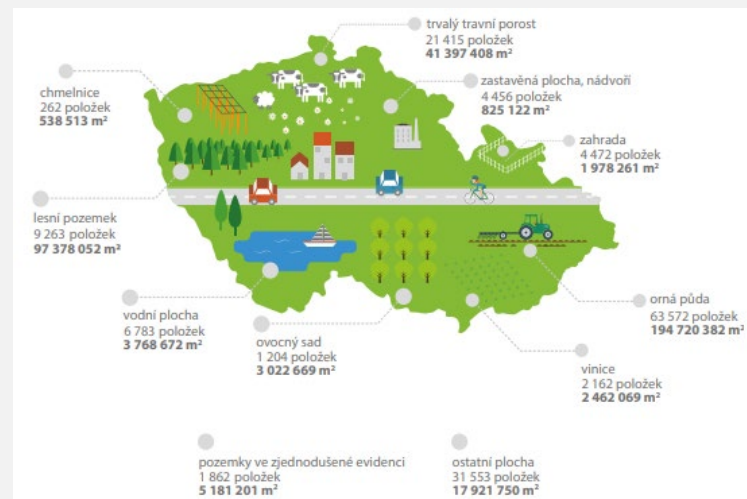 trvalý travní porost
21 415 položek
41 397 408 m²
chmelnice
262 položek
538 513 m²
zastavěná plocha, nádvoří
4 456 položek
825 122 m²
zahrada
4 472 položek
1 978 261 m²
lesní pozemek
9 263 položek
97 378 052 m²
vodní plocha
6 783 položek
3 768 672 m²
ovocný sad
1 204 položek
3 022 669 m²
orná půda
63 572 položek
194 720 382 m²
vinice
2 162 položek
2 462 069 m²
pozemky ve zjednodušené evidenci
1 862 položek
5 181 201 m²
ostatní plocha
31 553 položek
17 921 750 m²